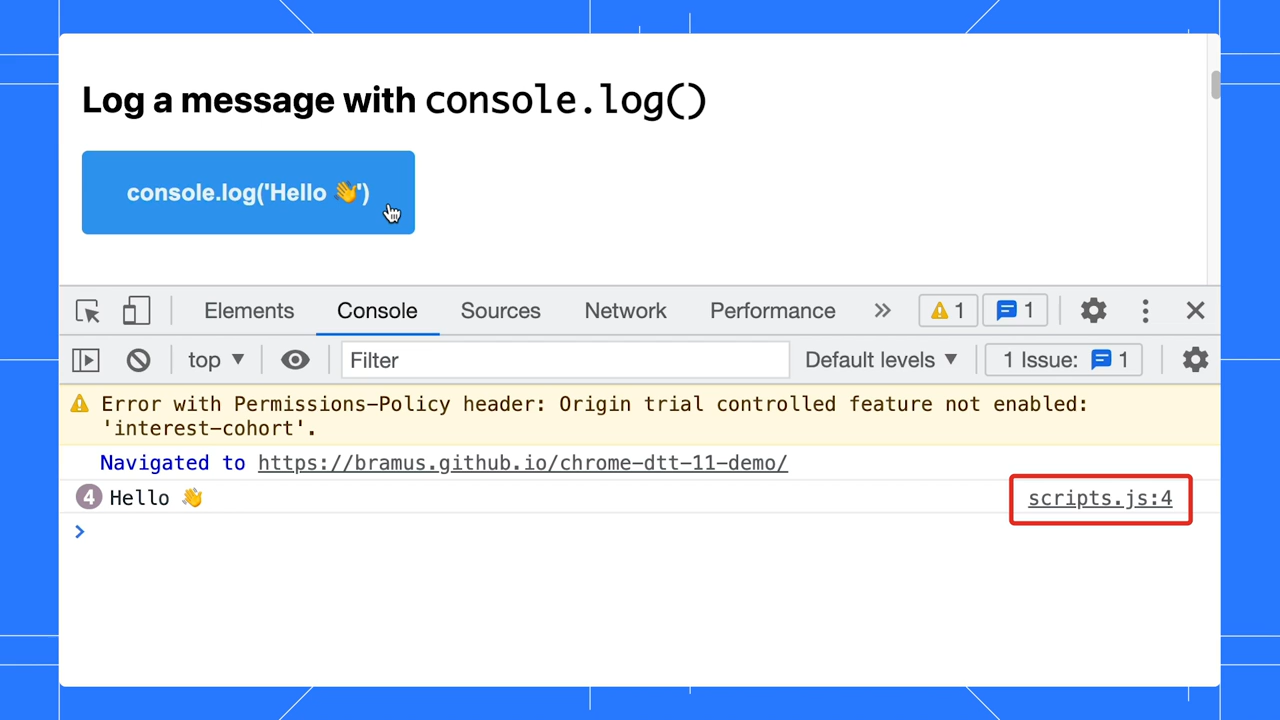 Log a message with console.log()
console.log('Hello 👋')
Elements Console Sources Network Performance » 1 1
top ▼ Filter Default levels ▼ 1 Issue: 1
Error with Permissions-Policy header: Origin trial controlled feature not enabled:
'interest-cohort'.
Navigated to https://bramus.github.io/chrome-dtt-11-demo/
4 Hello 👋 scripts.js:4
>